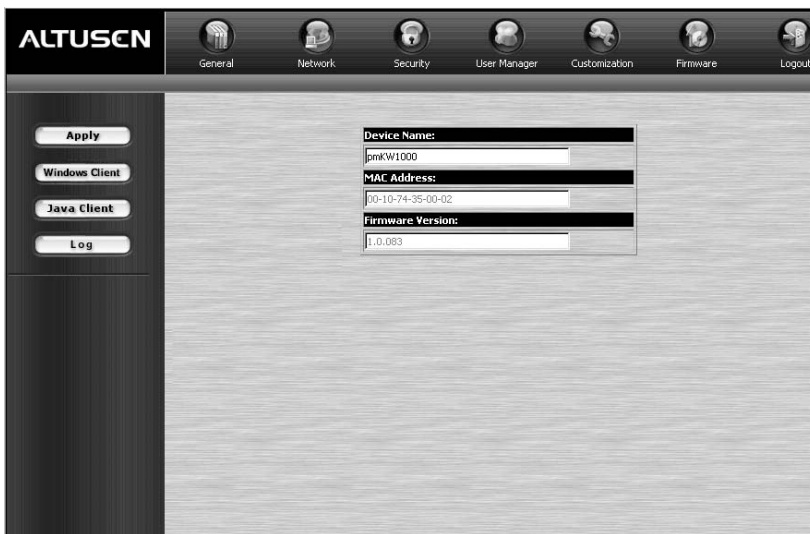 ALTUSEN
General
Network
Security
User Manager
Customization
Firmware
Logout
Apply
Windows Client
Java Client
Log
Device Name:
pmKW1000
MAC Address:
00-10-74-35-00-02
Firmware Version:
1.0.083